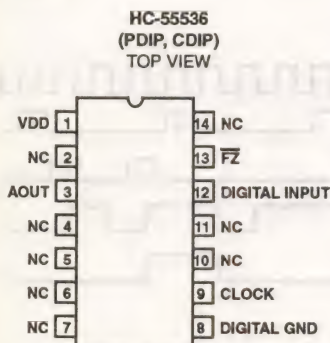 HC-55536
(PDIP, CDIP)
TOP VIEW
VDD 1
NC 2
AOUT 3
NC 4
NC 5
NC 6
NC 7
14 NC
13 F̅Z̅
12 DIGITAL INPUT
11 NC
10 NC
9 CLOCK
8 DIGITAL GND